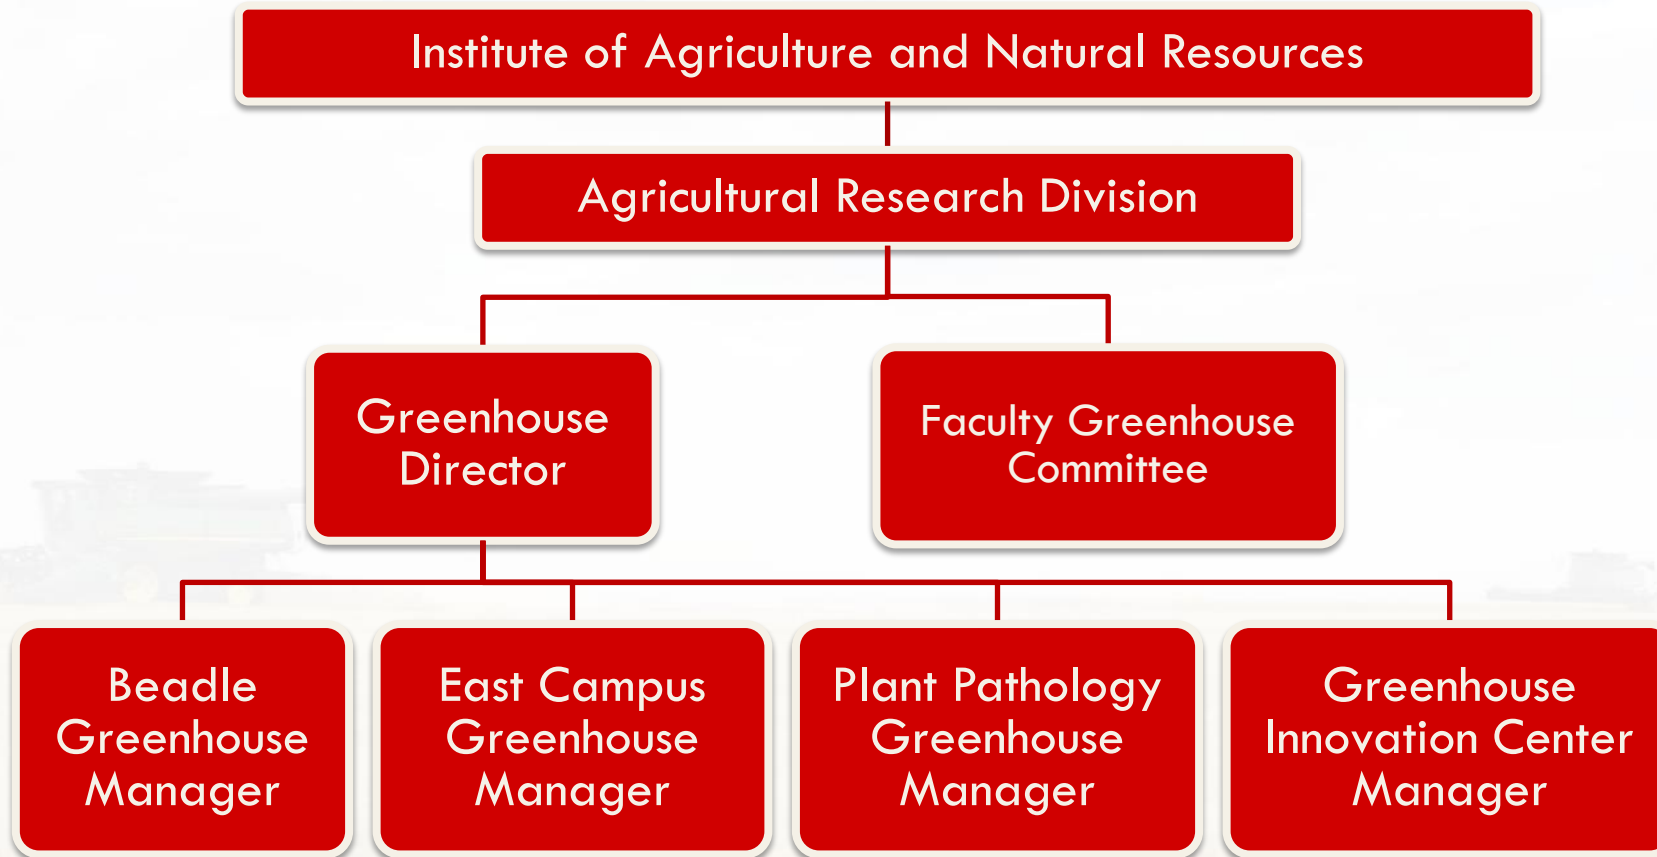 Institute of Agriculture and Natural Resources
Agricultural Research Division
Greenhouse
Director
Faculty Greenhouse
Committee
Beadle
Greenhouse
Manager
East Campus
Greenhouse
Manager
Plant Pathology
Greenhouse
Manager
Greenhouse
Innovation Center
Manager